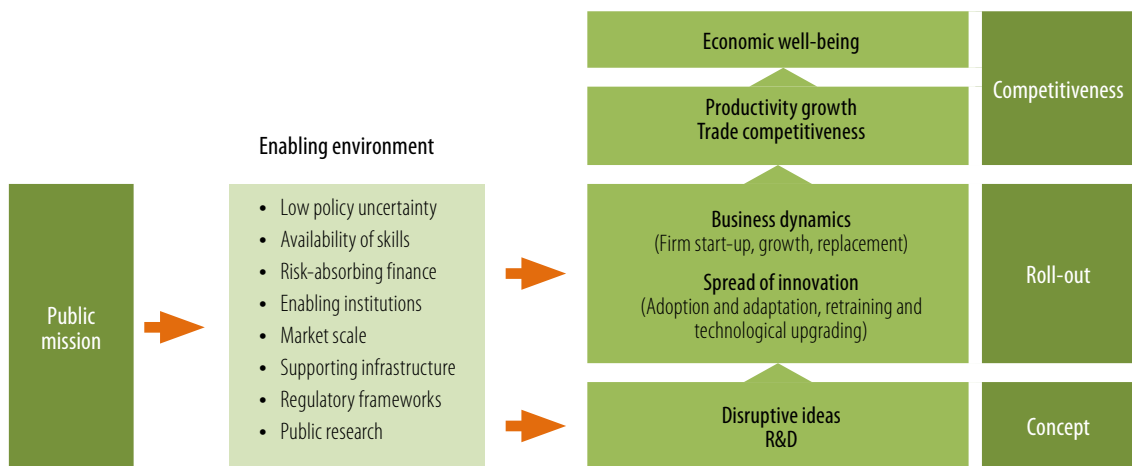 Public
mission
Enabling environment
• Low policy uncertainty
• Availability of skills
• Risk-absorbing finance
• Enabling institutions
• Market scale
• Supporting infrastructure
• Regulatory frameworks
• Public research
Economic well-being
Productivity growth
Trade competitiveness
Competitiveness
Business dynamics
(Firm start-up, growth, replacement)
Spread of innovation
(Adoption and adaptation, retraining and
technological upgrading)
Roll-out
Disruptive ideas
R&D
Concept